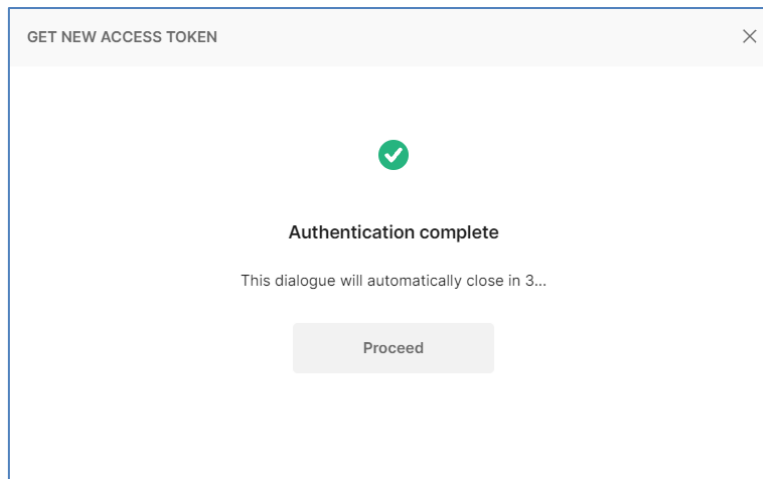 GET NEW ACCESS TOKEN
Authentication complete
This dialogue will automatically close in 3...
Proceed